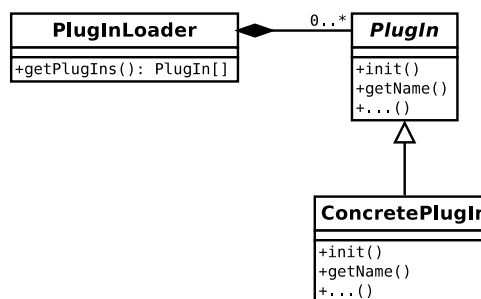 PlugInLoader
+getPlugIns(): PlugIn[]
0..*
PlugIn
+init()
+getName()
+...()
ConcretePlugIn
+init()
+getName()
+...()